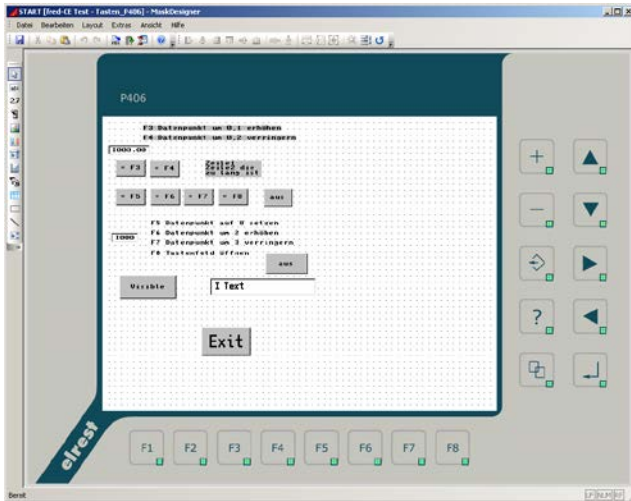 START [fred-CE Test - Tasten_P406] - MaskDesigner
Datei Bearbeiten Layout Extras Ansicht Hilfe
P406
F3 Datenpunkt um 0,1 erhöhen
F4 Datenpunkt um 0,2 verringern
1000.00
F3 F4
Zeile1
Zeile2 die
zu lang ist
F5 F6 F7 F8 aus
F5 Datenpunkt auf 0 setzen
F6 Datenpunkt um 2 erhöhen
1000
F7 Datenpunkt um 3 verringern
F8 Tastenfeld öffnen
aus
Visible
I Text
Exit
+
−
?
elrest
F1 F2 F3 F4 F5 F6 F7 F8
Bereit